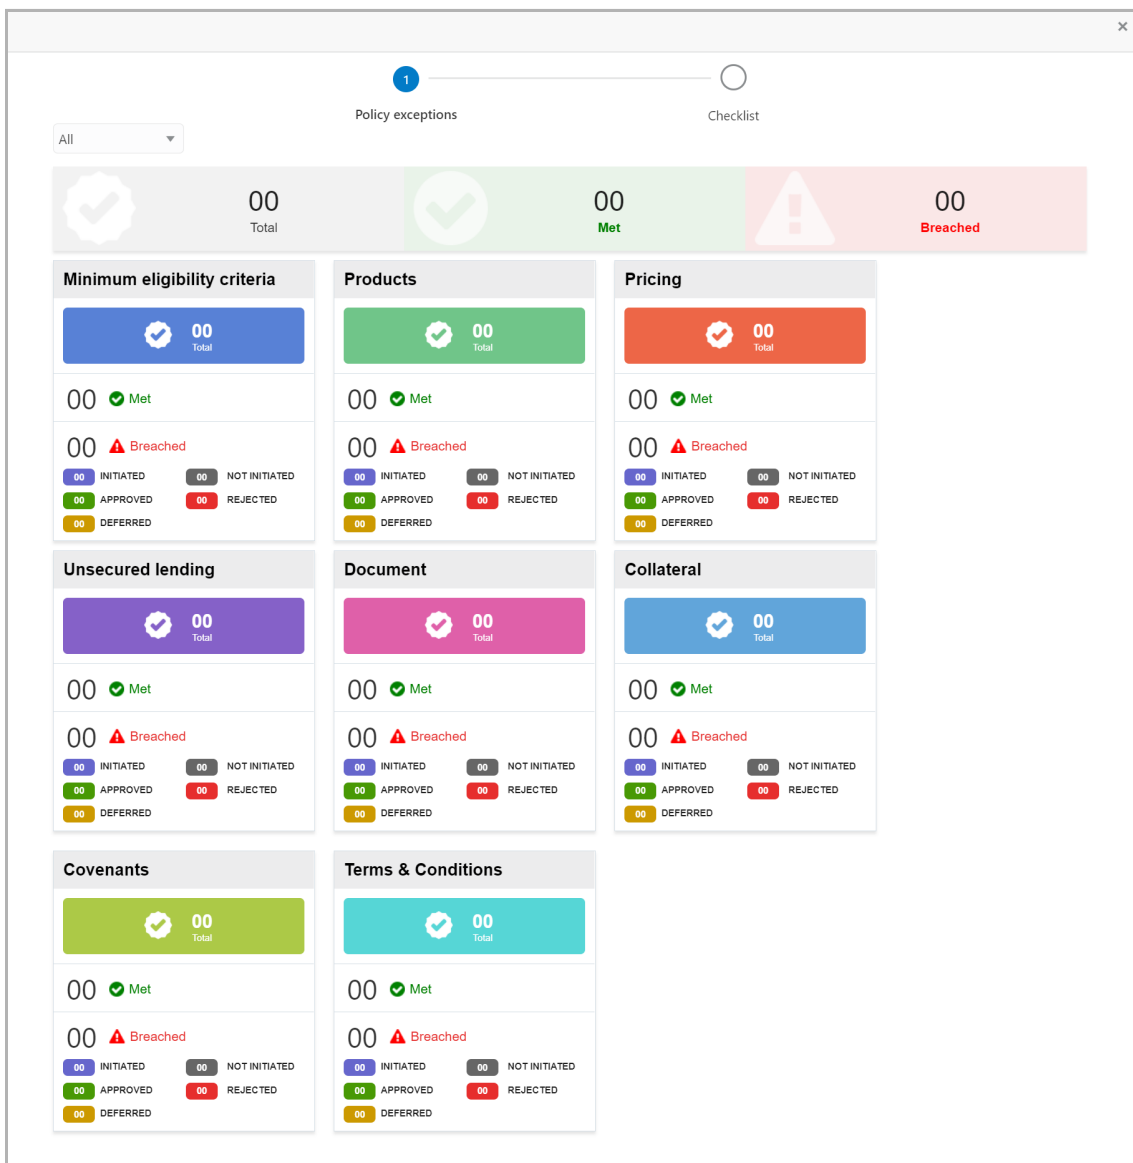 ×
1
Policy exceptions
Checklist
All
00
Total
00
Met
00
Breached
Minimum eligibility criteria
00
Total
00 Met
00 Breached
00 INITIATED 00 NOT INITIATED
00 APPROVED 00 REJECTED
00 DEFERRED
Products
00
Total
00 Met
00 Breached
00 INITIATED 00 NOT INITIATED
00 APPROVED 00 REJECTED
00 DEFERRED
Pricing
00
Total
00 Met
00 Breached
00 INITIATED 00 NOT INITIATED
00 APPROVED 00 REJECTED
00 DEFERRED
Unsecured lending
00
Total
00 Met
00 Breached
00 INITIATED 00 NOT INITIATED
00 APPROVED 00 REJECTED
00 DEFERRED
Document
00
Total
00 Met
00 Breached
00 INITIATED 00 NOT INITIATED
00 APPROVED 00 REJECTED
00 DEFERRED
Collateral
00
Total
00 Met
00 Breached
00 INITIATED 00 NOT INITIATED
00 APPROVED 00 REJECTED
00 DEFERRED
Covenants
00
Total
00 Met
00 Breached
00 INITIATED 00 NOT INITIATED
00 APPROVED 00 REJECTED
00 DEFERRED
Terms & Conditions
00
Total
00 Met
00 Breached
00 INITIATED 00 NOT INITIATED
00 APPROVED 00 REJECTED
00 DEFERRED